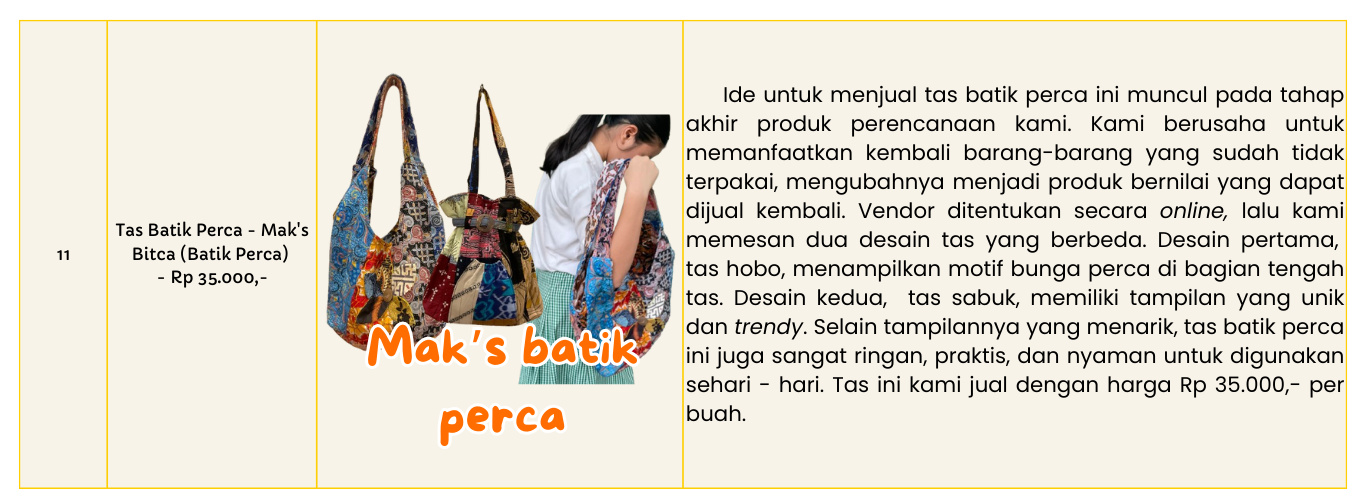 11
Tas Batik Perca - Mak's
Bitca (Batik Perca)
- Rp 35.000,-
Mak's batik
perca
Ide untuk menjual tas batik perca ini muncul pada tahap
akhir produk perencanaan kami. Kami berusaha untuk
memanfaatkan kembali barang-barang yang sudah tidak
terpakai, mengubahnya menjadi produk bernilai yang dapat
dijual kembali. Vendor ditentukan secara online, lalu kami
memesan dua desain tas yang berbeda. Desain pertama,
tas hobo, menampilkan motif bunga perca di bagian tengah
tas. Desain kedua, tas sabuk, memiliki tampilan yang unik
dan trendy. Selain tampilannya yang menarik, tas batik perca
ini juga sangat ringan, praktis, dan nyaman untuk digunakan
sehari - hari. Tas ini kami jual dengan harga Rp 35.000,- per
buah.